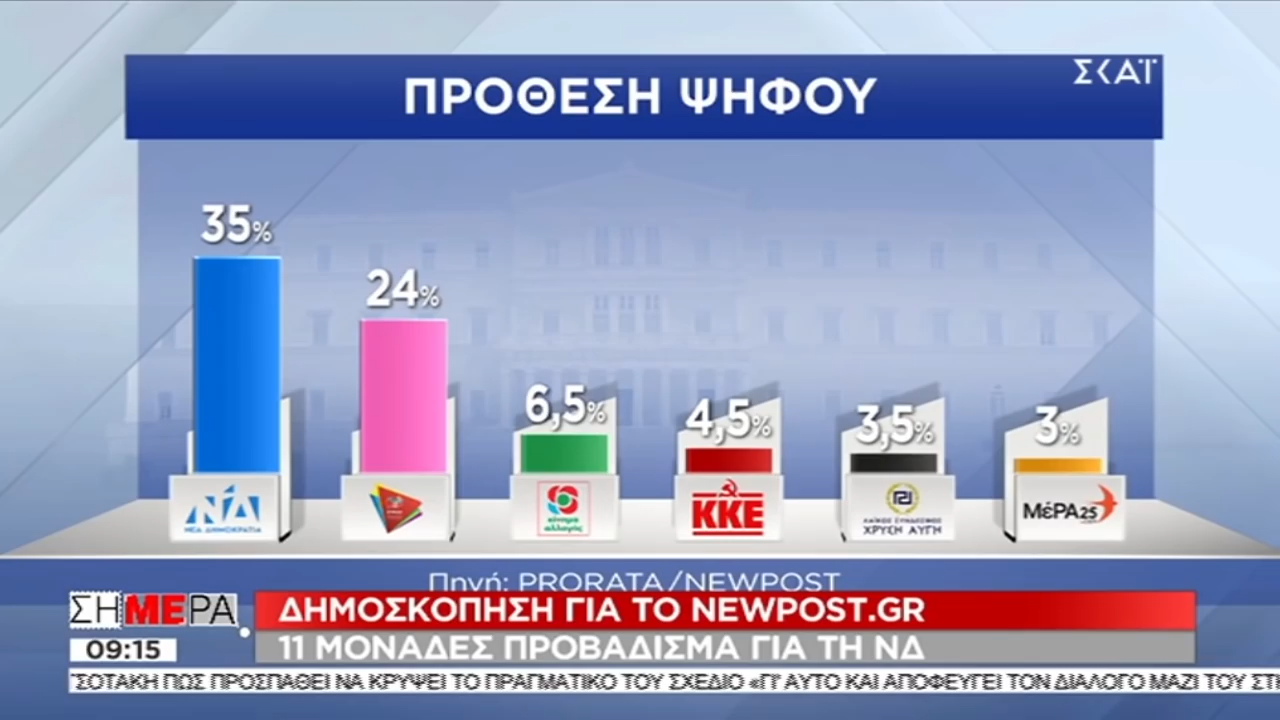 ΠΡΟΘΕΣΗ ΨΗΦΟΥ
ΣΚΑΪ
35%
24%
6,5%
4,5%
3,5%
3%
ΝΔ
ΝΕΑ ΔΗΜΟΚΡΑΤΙΑ
κίνημα
αλλαγής
ΚΚΕ
ΛΑΪΚΟΣ ΣΥΝΔΕΣΜΟΣ
ΧΡΥΣΗ ΑΥΓΗ
ΜέΡΑ25
Πηγή: PRORATA/NEWPOST
ΣΗΜΕΡΑ
09:15
ΔΗΜΟΣΚΟΠΗΣΗ ΓΙΑ ΤΟ NEWPOST.GR
11 ΜΟΝΑΔΕΣ ΠΡΟΒΑΔΙΣΜΑ ΓΙΑ ΤΗ ΝΔ
ΣΟΤΑΚΗ ΠΩΣ ΠΡΟΣΠΑΘΕΙ ΝΑ ΚΡΥΨΕΙ ΤΟ ΠΡΑΓΜΑΤΙΚΟ ΤΟΥ ΣΧΕΔΙΟ «ΓΙ' ΑΥΤΟ ΚΑΙ ΑΠΟΦΕΥΓΕΙ ΤΟΝ ΔΙΑΛΟΓΟ ΜΑΖΙ ΤΟΥ ΣΤΙ